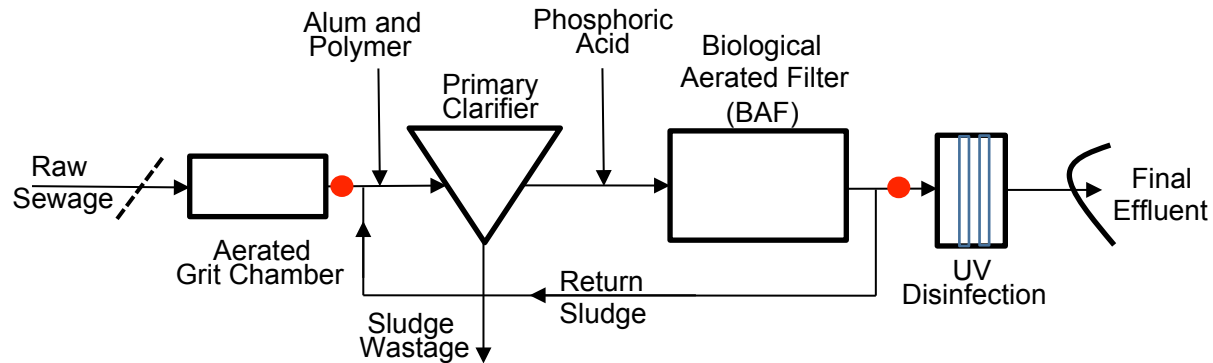 Raw
Sewage
Aerated
Grit Chamber
Alum and
Polymer
Primary
Clarifier
Sludge
Wastage
Phosphoric
Acid
Return
Sludge
Biological
Aerated Filter
(BAF)
UV
Disinfection
Final
Effluent